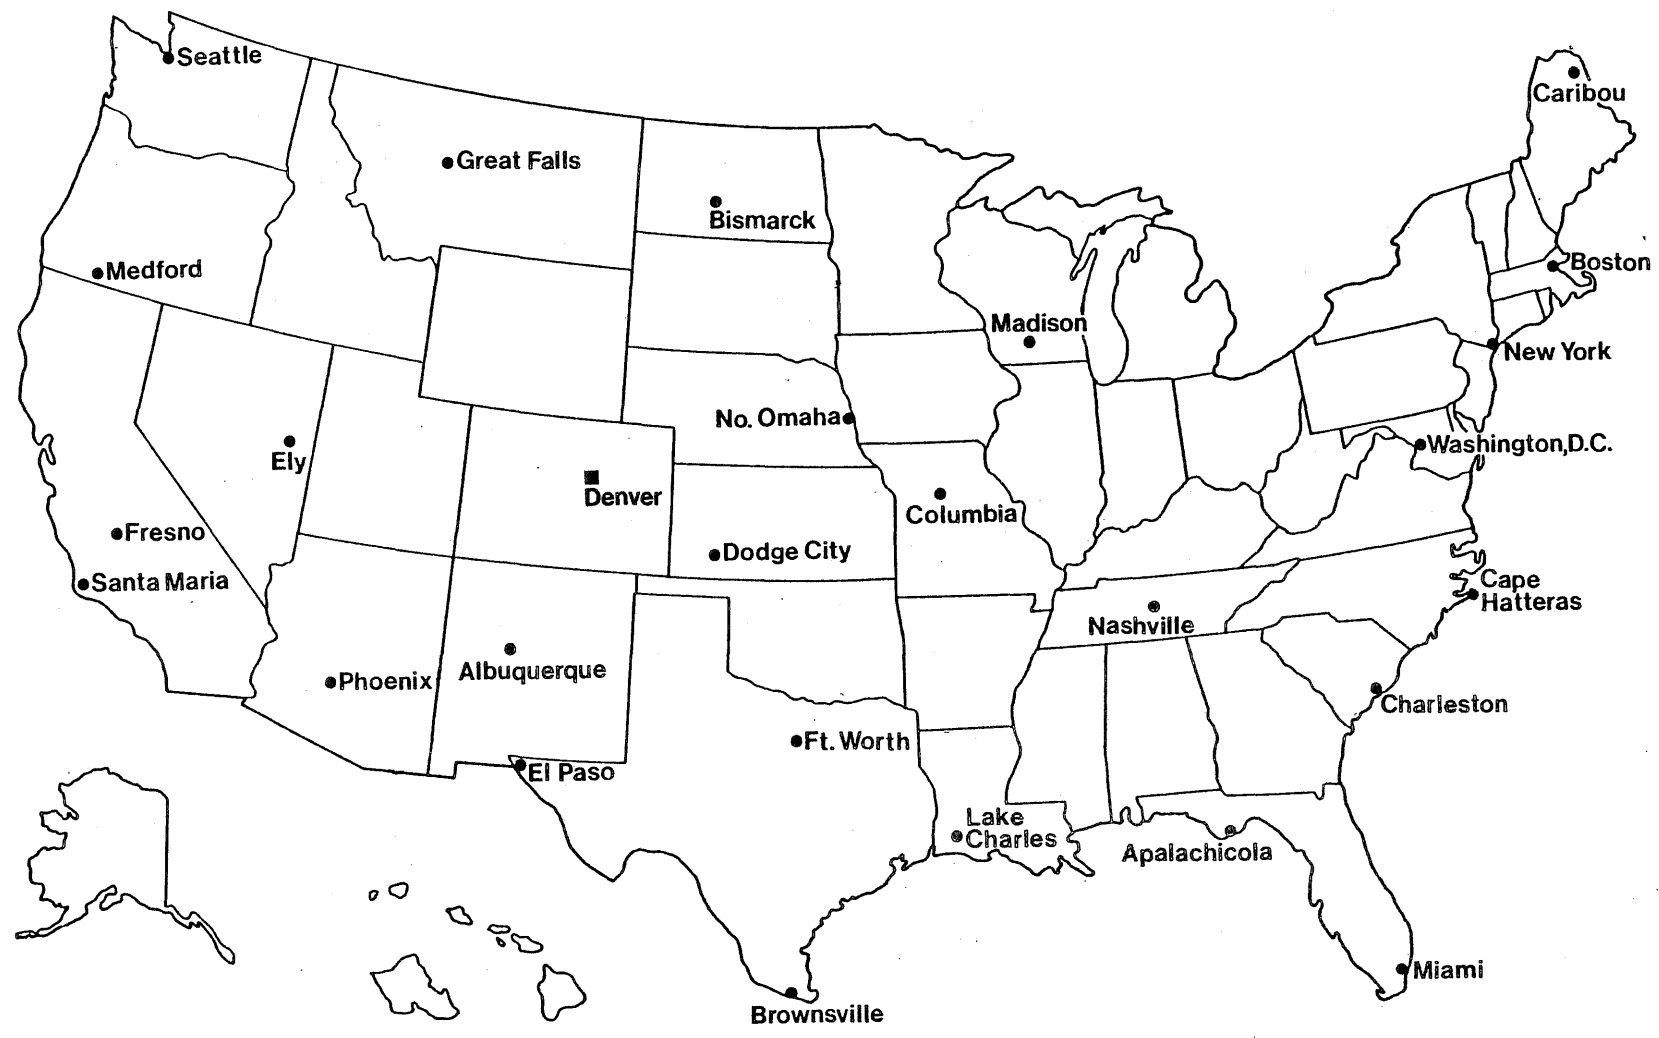 Seattle
Caribou
Great Falls
Bismarck
Medford
Boston
Madison
New York
No. Omaha
Washington,D.C.
Ely
Denver
Columbia
Fresno
Dodge City
Santa Maria
Cape
Hatteras
Nashville
Albuquerque
Phoenix
Charleston
Ft. Worth
El Paso
Lake
Charles
Apalachicola
Miami
Brownsville